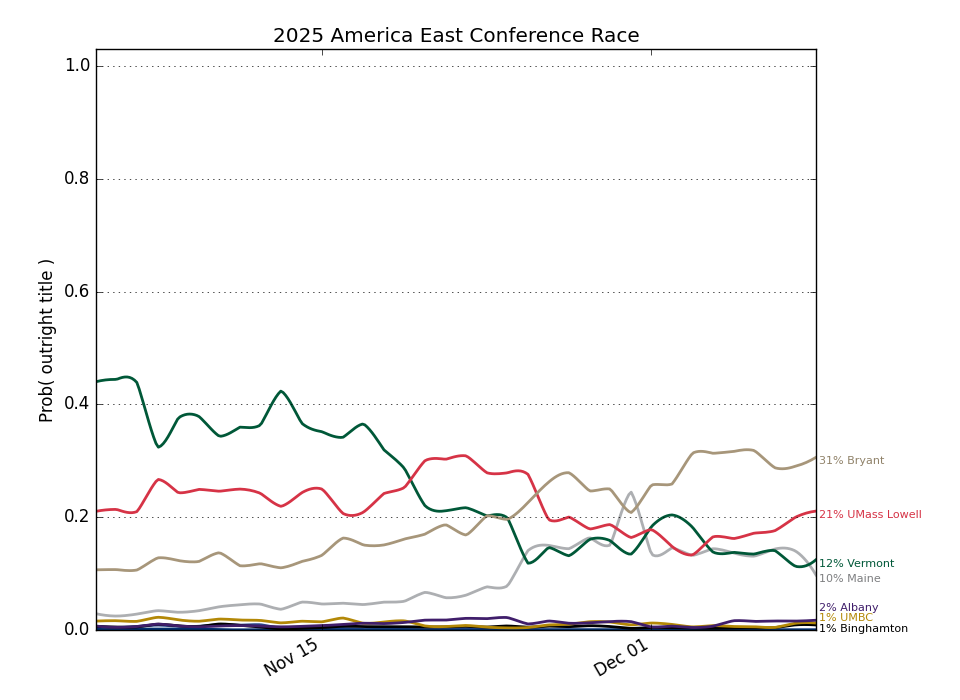 2025 America East Conference Race
Prob( outright title )
1.0
0.8
0.6
0.4
0.2
0.0
Nov 15
Dec 01
31% Bryant
21% UMass Lowell
12% Vermont
10% Maine
2% Albany
1% UMBC
1% Binghamton